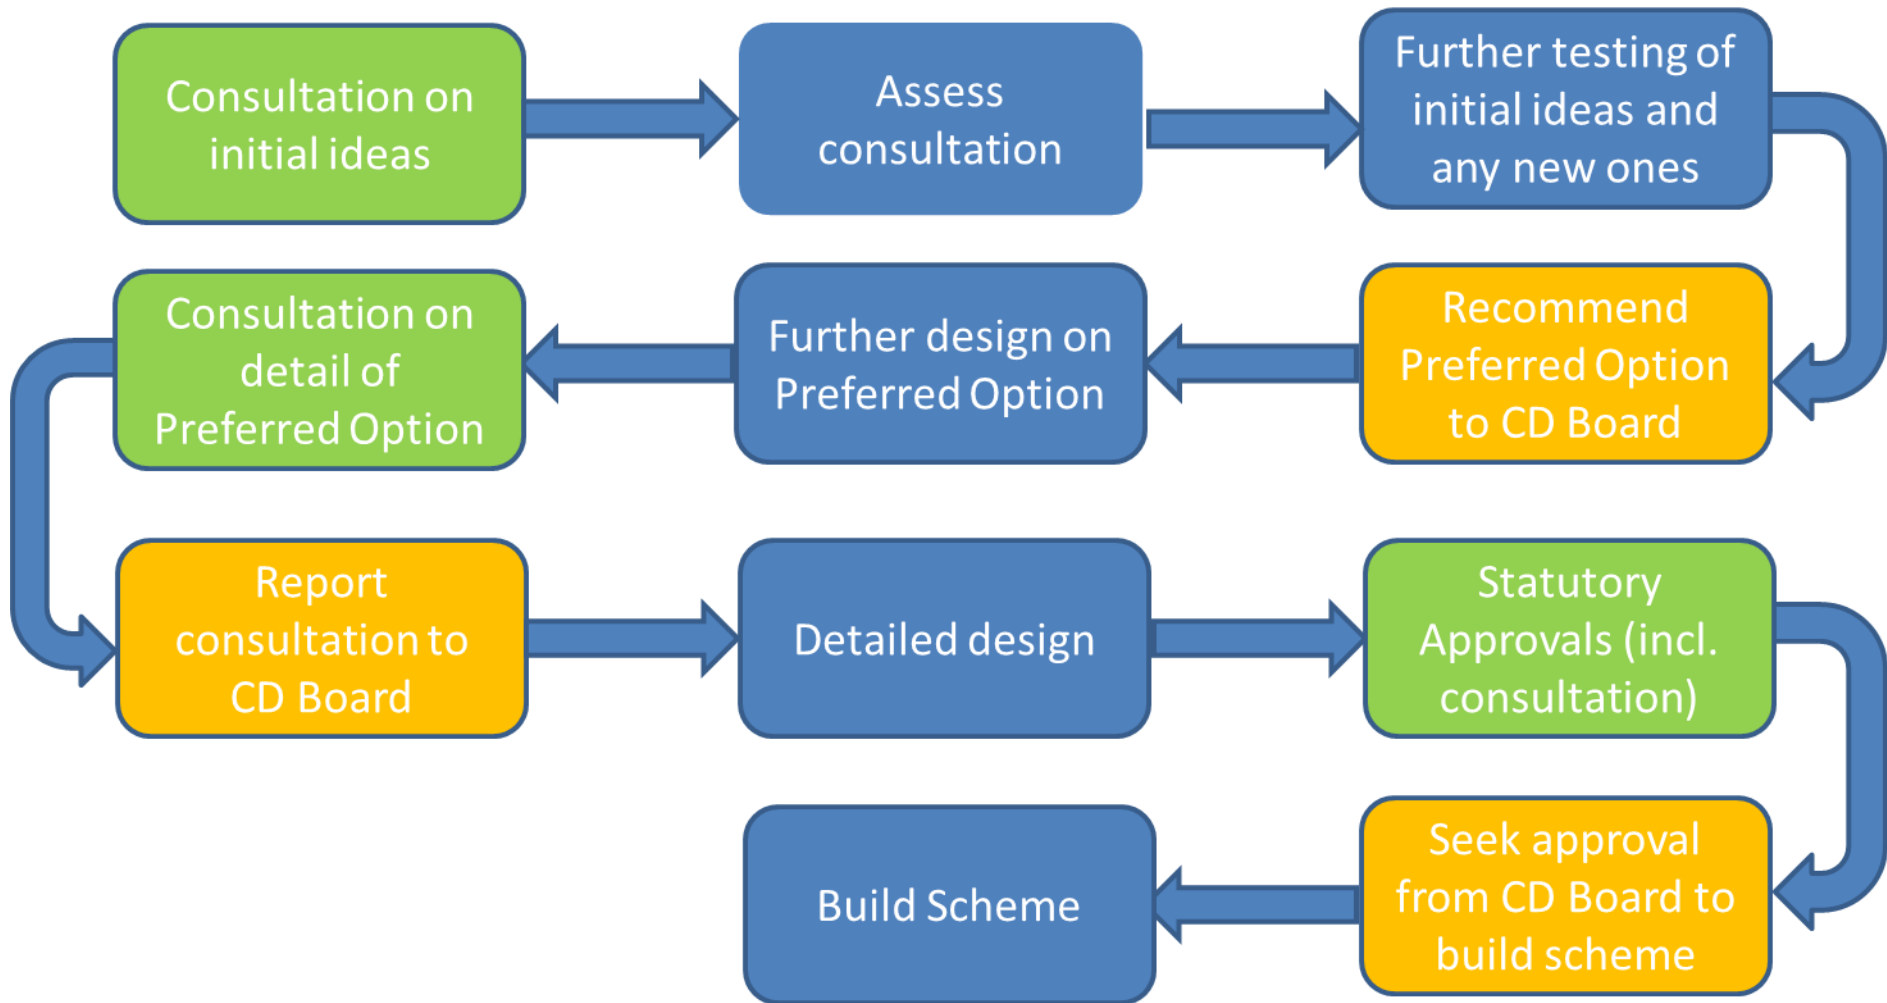 Consultation on
initial ideas
Assess
consultation
Further testing of
initial ideas and
any new ones
Recommend
Preferred Option
to CD Board
Further design on
Preferred Option
Consultation on
detail of
Preferred Option
Report
consultation to
CD Board
Detailed design
Statutory
Approvals (incl.
consultation)
Seek approval
from CD Board to
build scheme
Build Scheme